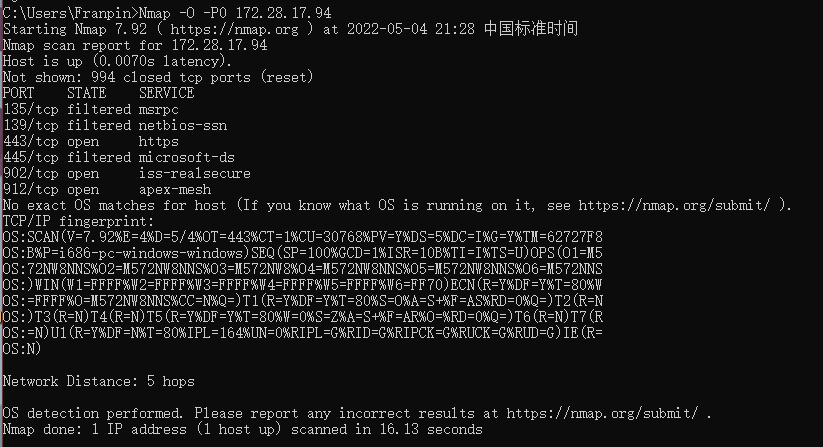 C:\Users\Franpin>Nmap -O -P0 172.28.17.94
Starting Nmap 7.92 ( https://nmap.org ) at 2022-05-04 21:28 中国标准时间
Nmap scan report for 172.28.17.94
Host is up (0.0070s latency).
Not shown: 994 closed tcp ports (reset)
PORT    STATE    SERVICE
135/tcp filtered msrpc
139/tcp filtered netbios-ssn
443/tcp open     https
445/tcp filtered microsoft-ds
902/tcp open     iss-realsecure
912/tcp open     apex-mesh
No exact OS matches for host (If you know what OS is running on it, see https://nmap.org/submit/ ).
TCP/IP fingerprint:
OS:SCAN(V=7.92%E=4%D=5/4%OT=443%CT=1%CU=30768%PV=Y%DS=5%DC=I%G=Y%TM=62727F8
OS:B%P=i686-pc-windows-windows)SEQ(SP=100%GCD=1%ISR=10B%TI=I%TS=U)OPS(O1=M5
OS:72NW8NNS%O2=M572NW8NNS%O3=M572NW8%O4=M572NW8NNS%O5=M572NW8NNS%O6=M572NNS
OS:)WIN(W1=FFFF%W2=FFFF%W3=FFFF%W4=FFFF%W5=FFFF%W6=FF70)ECN(R=Y%DF=Y%T=80%W
OS:=FFFF%O=M572NW8NNS%CC=N%Q=)T1(R=Y%DF=Y%T=80%S=O%A=S+%F=AS%RD=0%Q=)T2(R=N
OS:)T3(R=N)T4(R=N)T5(R=Y%DF=Y%T=80%W=0%S=Z%A=S+%F=AR%O=%RD=0%Q=)T6(R=N)T7(R
OS:=N)U1(R=Y%DF=N%T=80%IPL=164%UN=0%RIPL=G%RID=G%RIPCK=G%RUCK=G%RUD=G)IE(R=
OS:N)
Network Distance: 5 hops
OS detection performed. Please report any incorrect results at https://nmap.org/submit/ .
Nmap done: 1 IP address (1 host up) scanned in 16.13 seconds